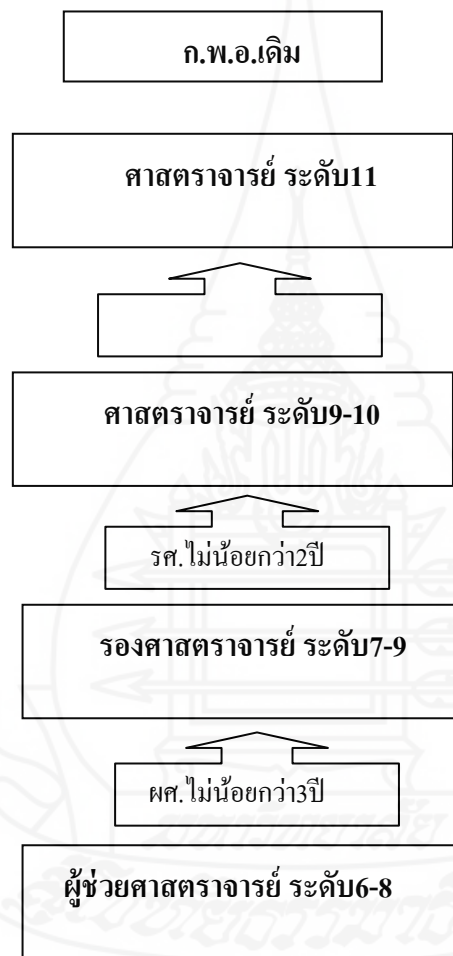 ก.พ.อ.เดิม
ศาสตราจารย์ ระดับ11
ศาสตราจารย์ ระดับ9-10
รศ.ไม่น้อยกว่า2ปี
รองศาสตราจารย์ ระดับ7-9
ผศ.ไม่น้อยกว่า3ปี
ผู้ช่วยศาสตราจารย์ ระดับ6-8